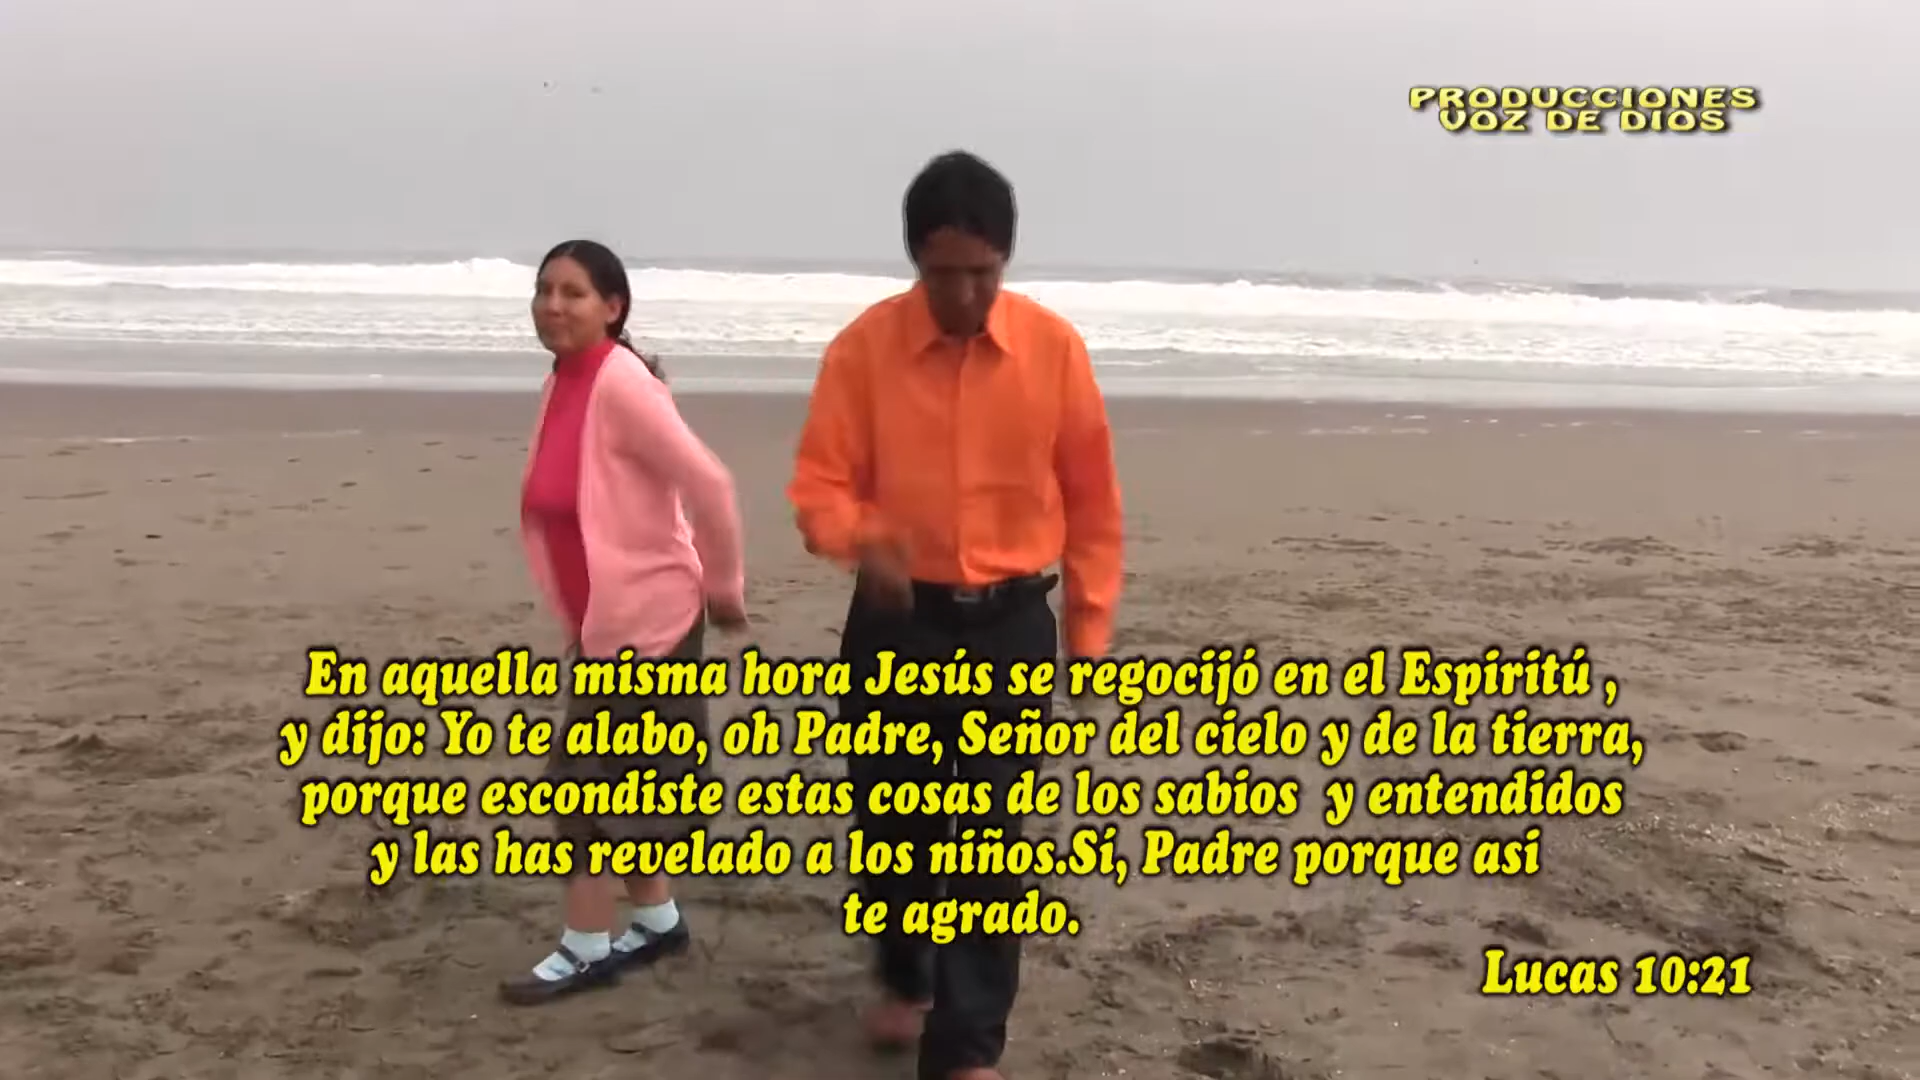 PRODUCCIONES
VOZ DE DIOS
En aquella misma hora Jesús se regocijó en el Espiritú ,
y dijo: Yo te alabo, oh Padre, Señor del cielo y de la tierra,
porque escondiste estas cosas de los sabios  y entendidos
y las has revelado a los niños.Sí, Padre porque asi
te agrado.
Lucas 10:21